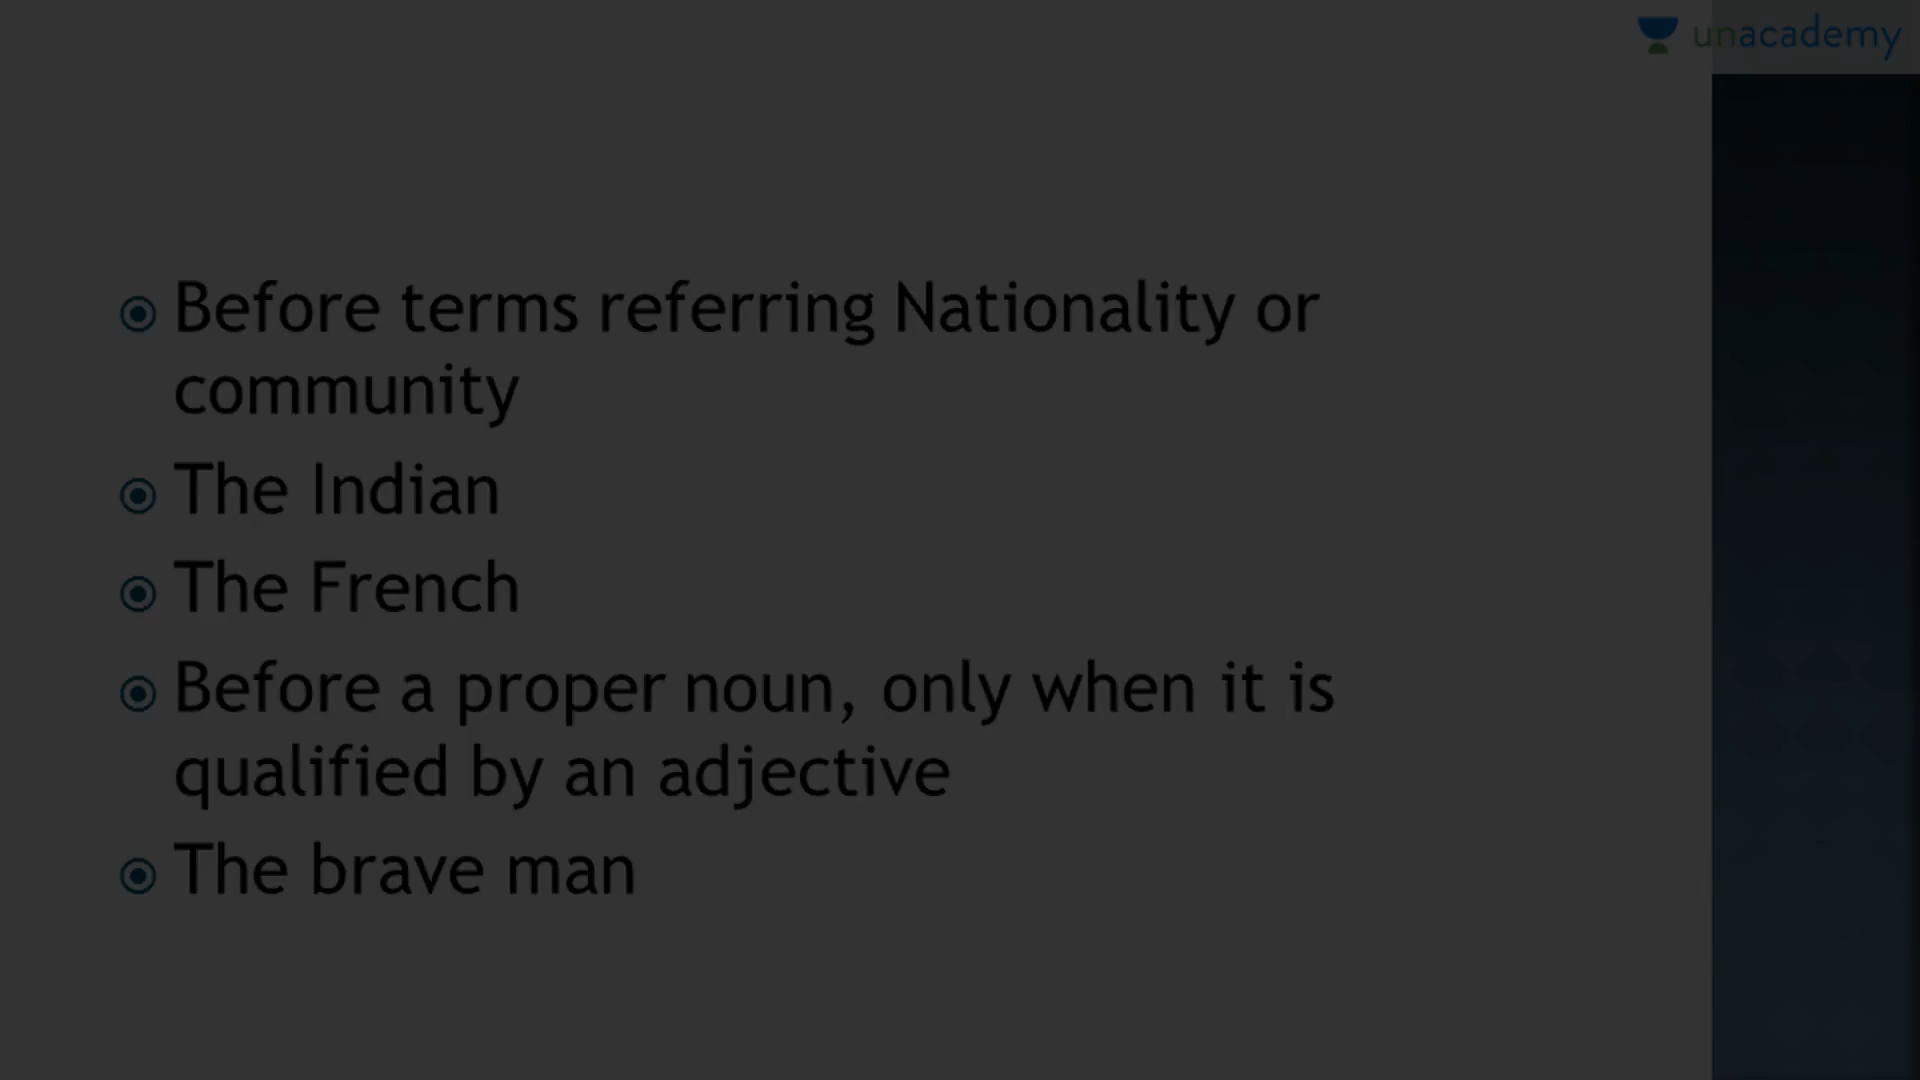 unacademy
Before terms referring Nationality or
community
The Indian
The French
Before a proper noun, only when it is
qualified by an adjective
The brave man